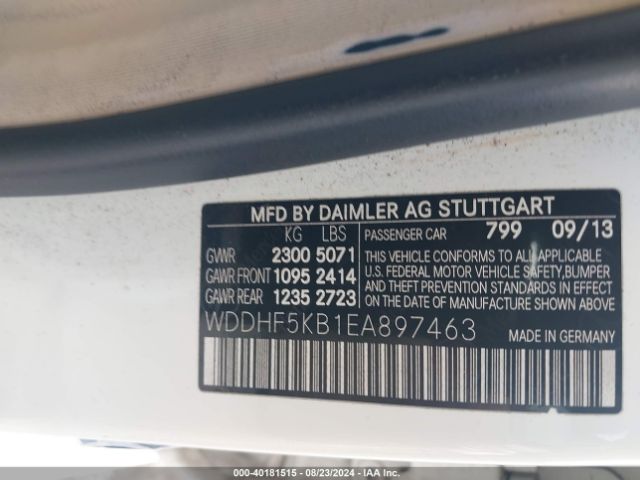 MFD BY DAIMLER AG STUTTGART
KG LBS
GVWR 2300 5071
GAWR FRONT 1095 2414
GAWR REAR 1235 2723
PASSENGER CAR 799 09/13
THIS VEHICLE CONFORMS TO ALL APPLICABLE
U.S. FEDERAL MOTOR VEHICLE SAFETY,BUMPER
AND THEFT PREVENTION STANDARDS IN EFFECT
ON THE DATE OF MANUFACTURE SHOWN ABOVE.
WDDHF5KB1EA897463
MADE IN GERMANY
000-40181515 - 08/23/2024 - IAA Inc.